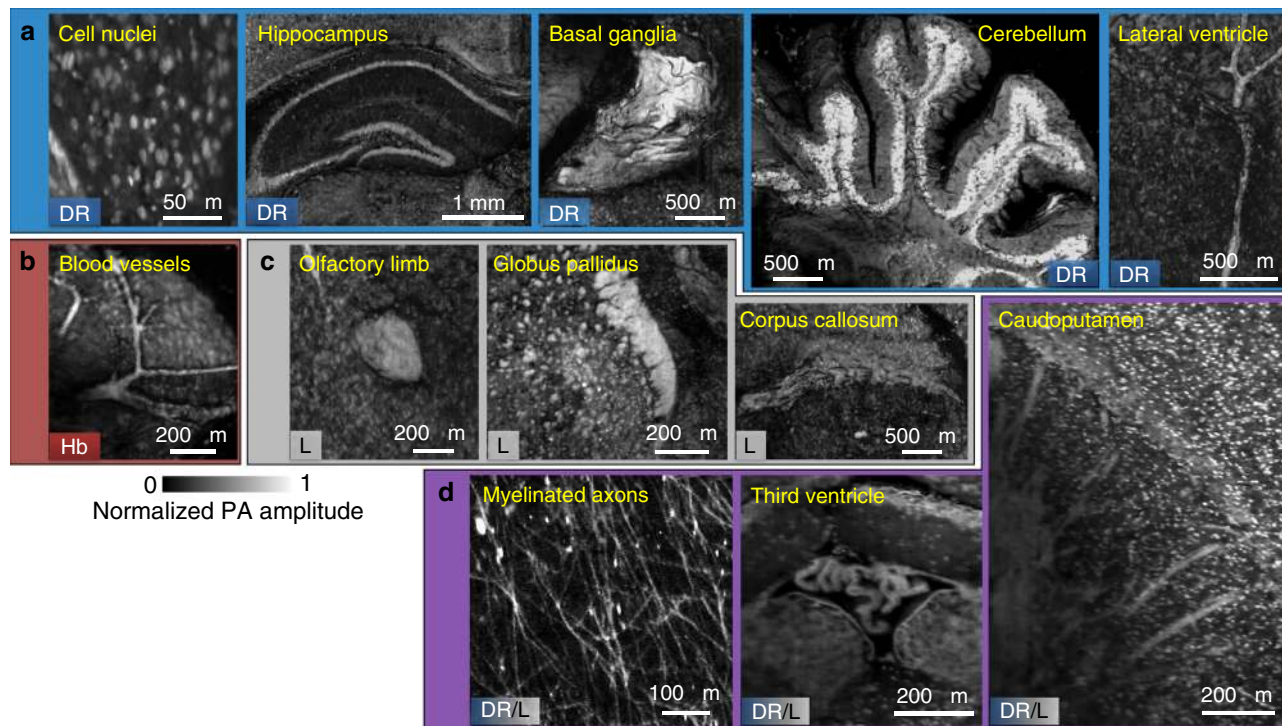 a
Cell nuclei
DR
50 m
Hippocampus
DR
1 mm
Basal ganglia
DR
500 m
Cerebellum
500 m
DR
Lateral ventricle
DR
500 m
b
Blood vessels
Hb
200 m
c
Olfactory limb
L
200 m
Globus pallidus
L
200 m
Corpus callosum
L
500 m
0 1
Normalized PA amplitude
d
Myelinated axons
DR/L
100 m
Third ventricle
DR/L
200 m
Caudoputamen
DR/L
200 m